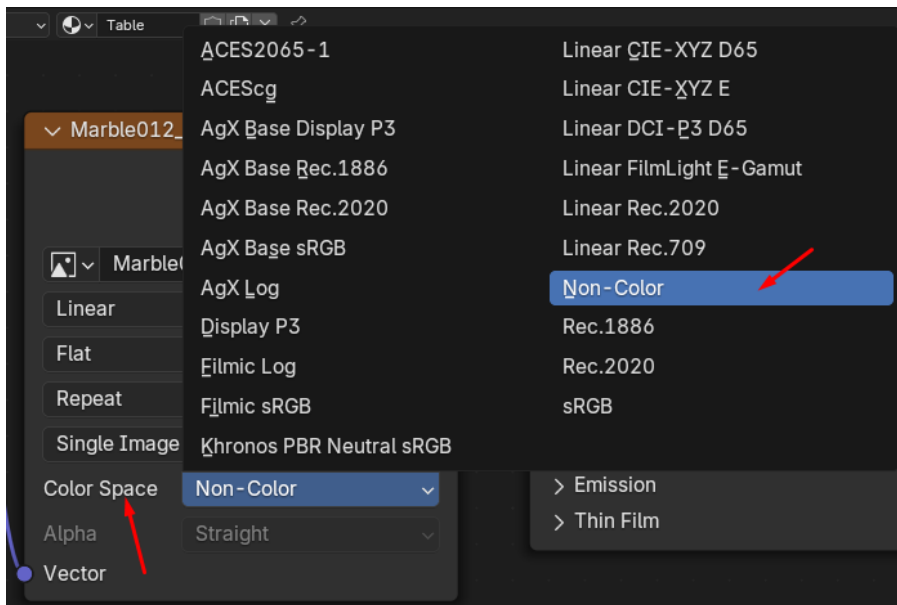 Table
ACES2065-1
ACEScg
AgX Base Display P3
AgX Base Rec.1886
AgX Base Rec.2020
AgX Base sRGB
AgX Log
Display P3
Filmic Log
Filmic sRGB
Khronos PBR Neutral sRGB
Linear CIE-XYZ D65
Linear CIE-XYZ E
Linear DCI-P3 D65
Linear FilmLight E-Gamut
Linear Rec.2020
Linear Rec.709
Non-Color
Rec.1886
Rec.2020
sRGB
Marble012_
Marble0
Linear
Flat
Repeat
Single Image
Color Space Non-Color
Alpha Straight
Vector
Emission
Thin Film